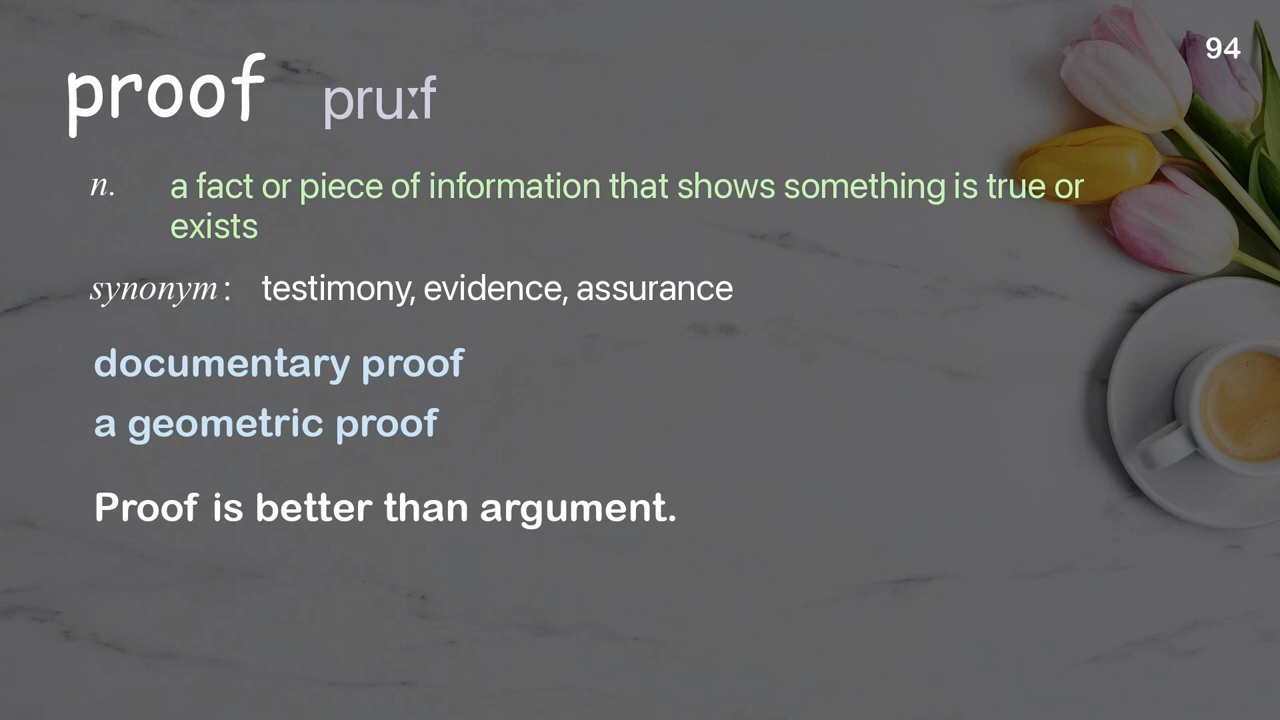 94
proof pruːf
n. a fact or piece of information that shows something is true or
exists
synonym: testimony, evidence, assurance
documentary proof
a geometric proof
Proof is better than argument.